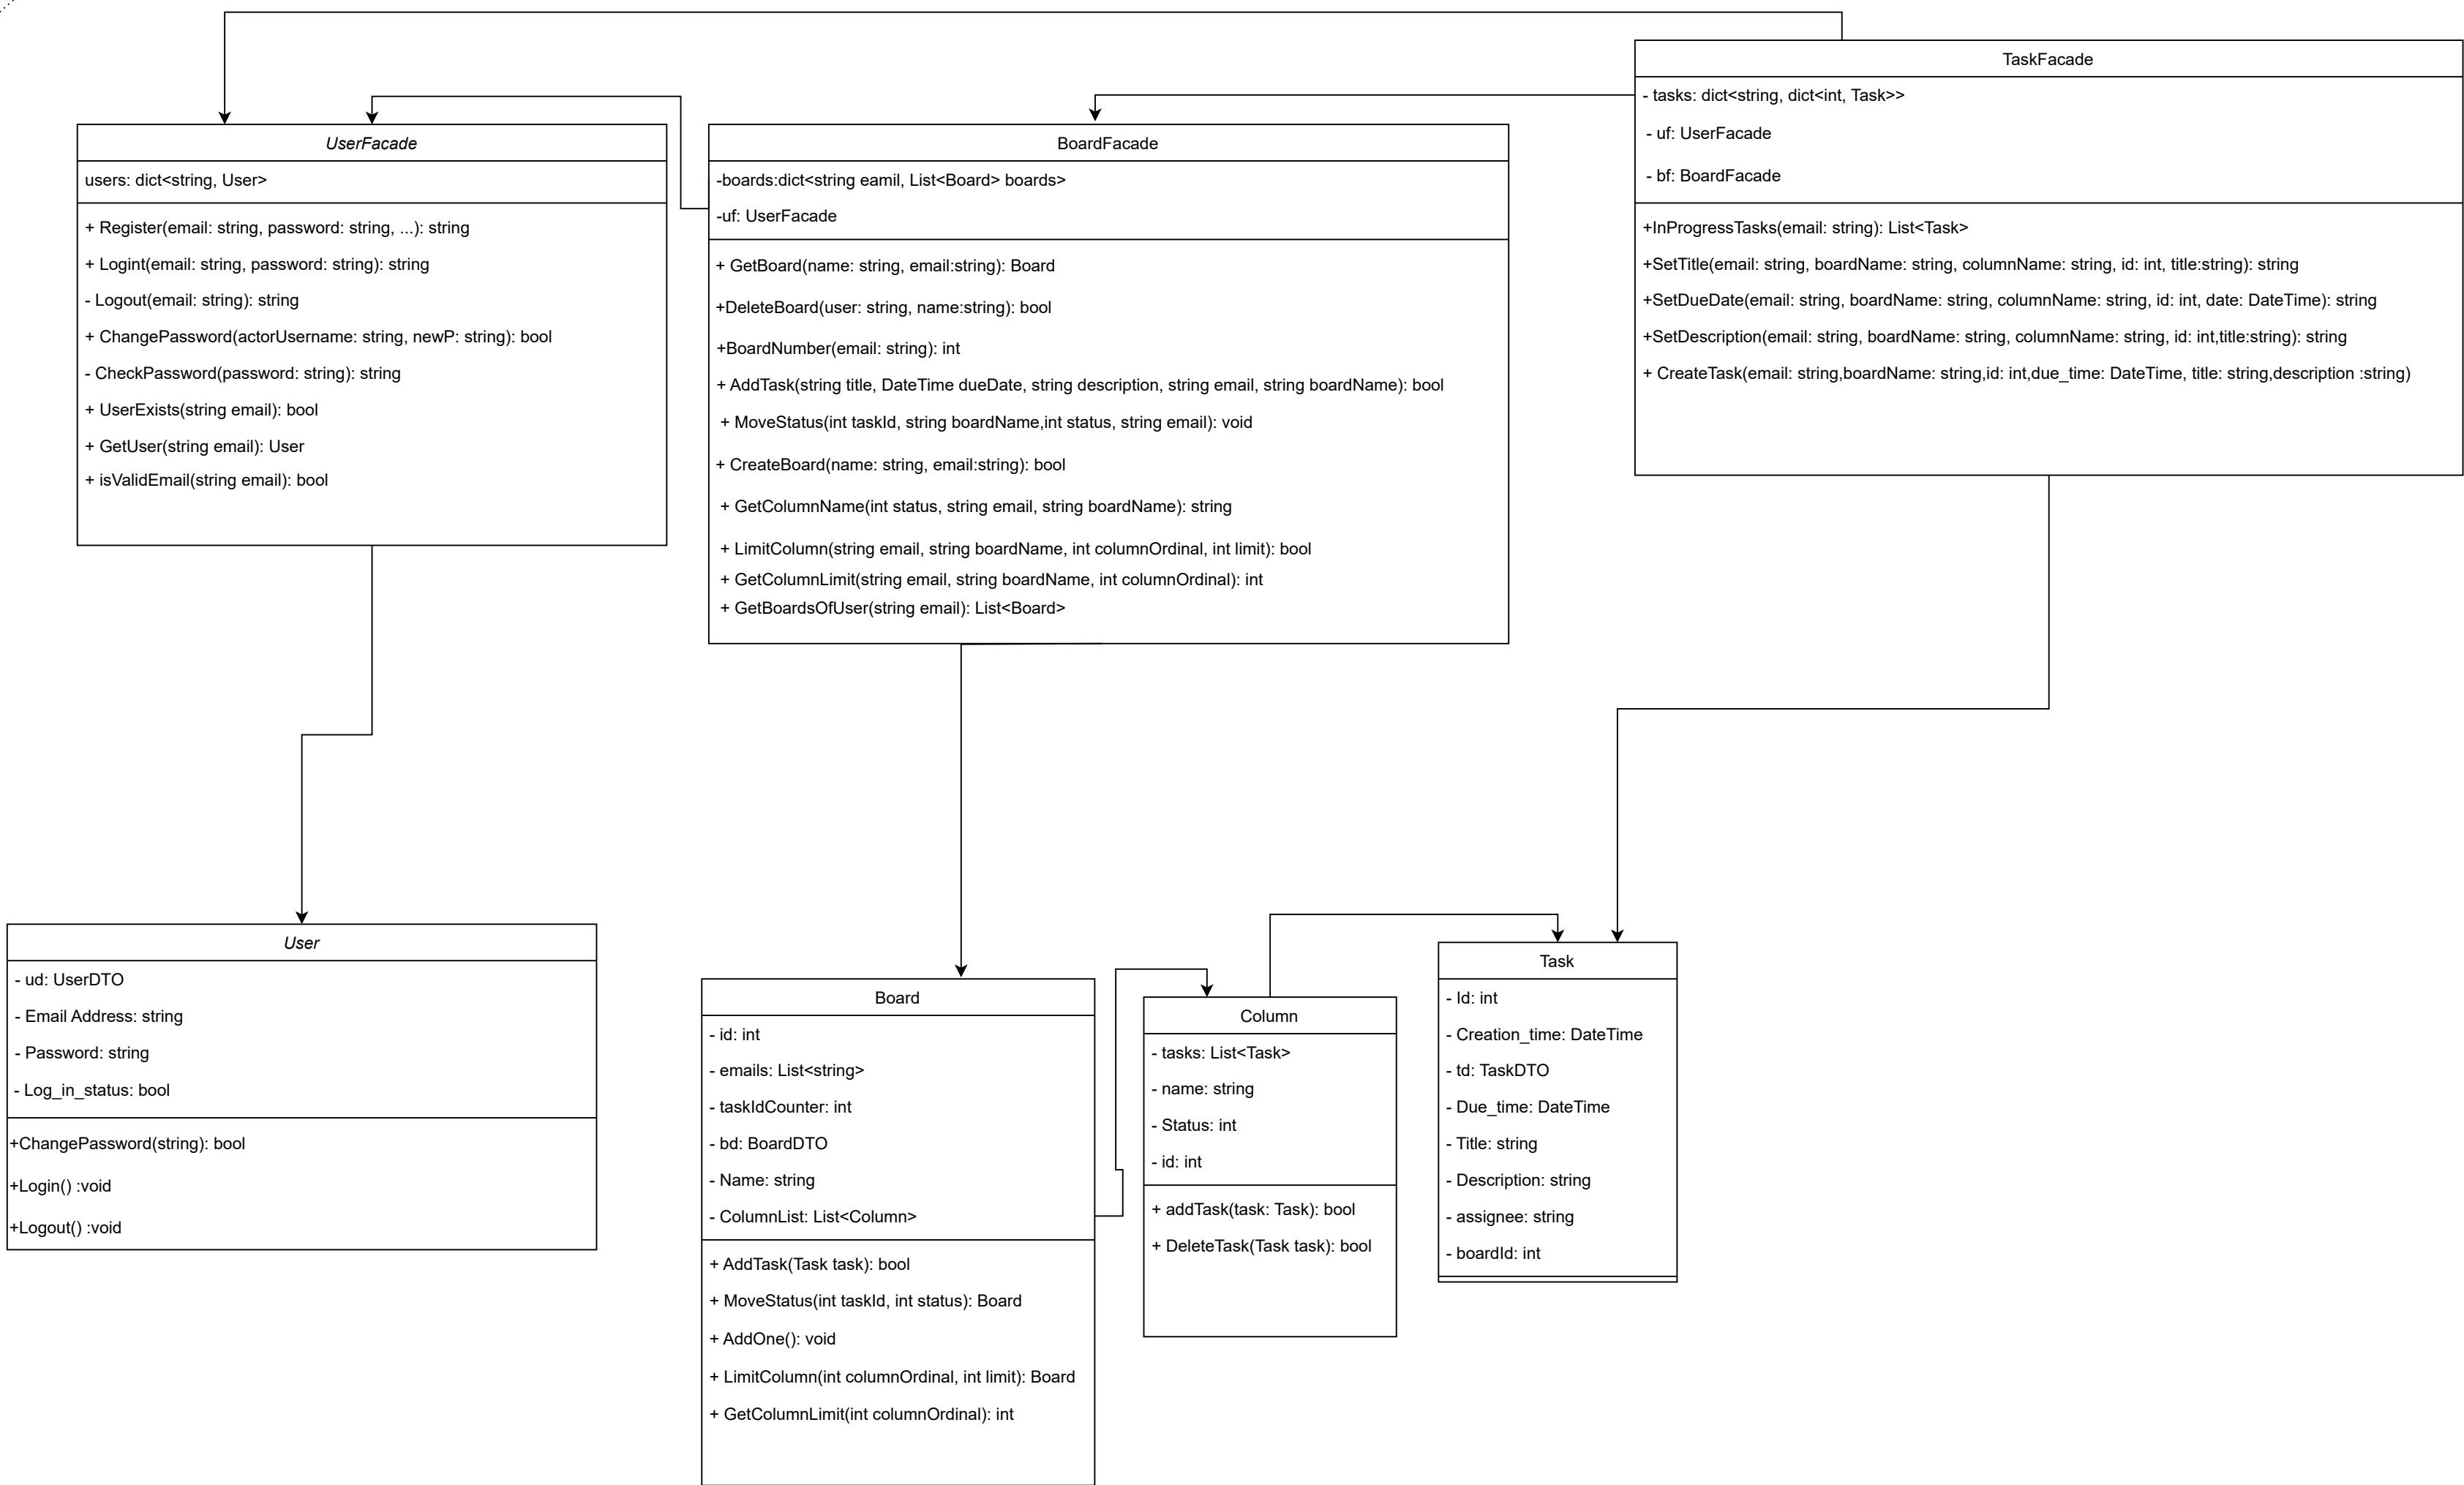 TaskFacade
- tasks: dict<string, dict<int, Task>>
- uf: UserFacade
- bf: BoardFacade
+InProgressTasks(email: string): List<Task>
+SetTitle(email: string, boardName: string, columnName: string, id: int, title:string): string
+SetDueDate(email: string, boardName: string, columnName: string, id: int, date: DateTime): string
+SetDescription(email: string, boardName: string, columnName: string, id: int,title:string): string
+ CreateTask(email: string,boardName: string,id: int,due_time: DateTime, title: string,description :string)
UserFacade
users: dict<string, User>
+ Register(email: string, password: string, ...): string
+ Logint(email: string, password: string): string
- Logout(email: string): string
+ ChangePassword(actorUsername: string, newP: string): bool
- CheckPassword(password: string): string
+ UserExists(string email): bool
+ GetUser(string email): User
+ isValidEmail(string email): bool
BoardFacade
-boards:dict<string eamil, List<Board> boards>
-uf: UserFacade
+ GetBoard(name: string, email:string): Board
+DeleteBoard(user: string, name:string): bool
+BoardNumber(email: string): int
+ AddTask(string title, DateTime dueDate, string description, string email, string boardName): bool
+ MoveStatus(int taskId, string boardName,int status, string email): void
+ CreateBoard(name: string, email:string): bool
+ GetColumnName(int status, string email, string boardName): string
+ LimitColumn(string email, string boardName, int columnOrdinal, int limit): bool
+ GetColumnLimit(string email, string boardName, int columnOrdinal): int
+ GetBoardsOfUser(string email): List<Board>
User
- ud: UserDTO
- Email Address: string
- Password: string
- Log_in_status: bool
+ChangePassword(string): bool
+Login() :void
+Logout() :void
Board
- id: int
- emails: List<string>
- taskIdCounter: int
- bd: BoardDTO
- Name: string
- ColumnList: List<Column>
+ AddTask(Task task): bool
+ MoveStatus(int taskId, int status): Board
+ AddOne(): void
+ LimitColumn(int columnOrdinal, int limit): Board
+ GetColumnLimit(int columnOrdinal): int
Column
- tasks: List<Task>
- name: string
- Status: int
- id: int
+ addTask(task: Task): bool
+ DeleteTask(Task task): bool
Task
- Id: int
- Creation_time: DateTime
- td: TaskDTO
- Due_time: DateTime
- Title: string
- Description: string
- assignee: string
- boardId: int